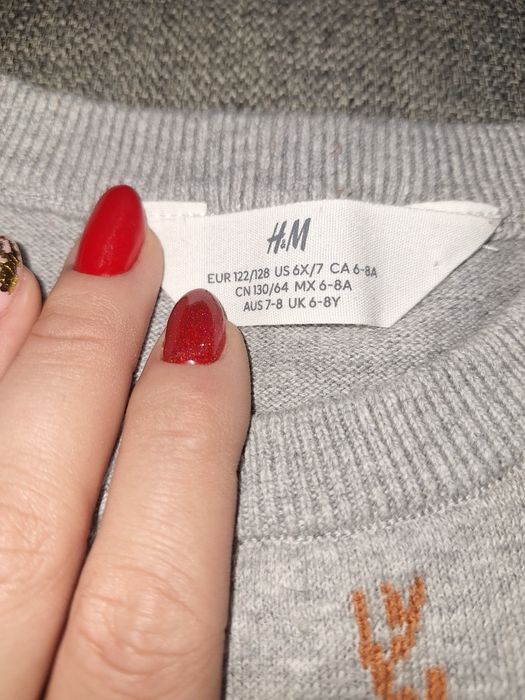 H&M
EUR 122/128 US 6X/7 CA 6-8A
CN 130/64 MX 6-8A
AUS 7-8 UK 6-8Y